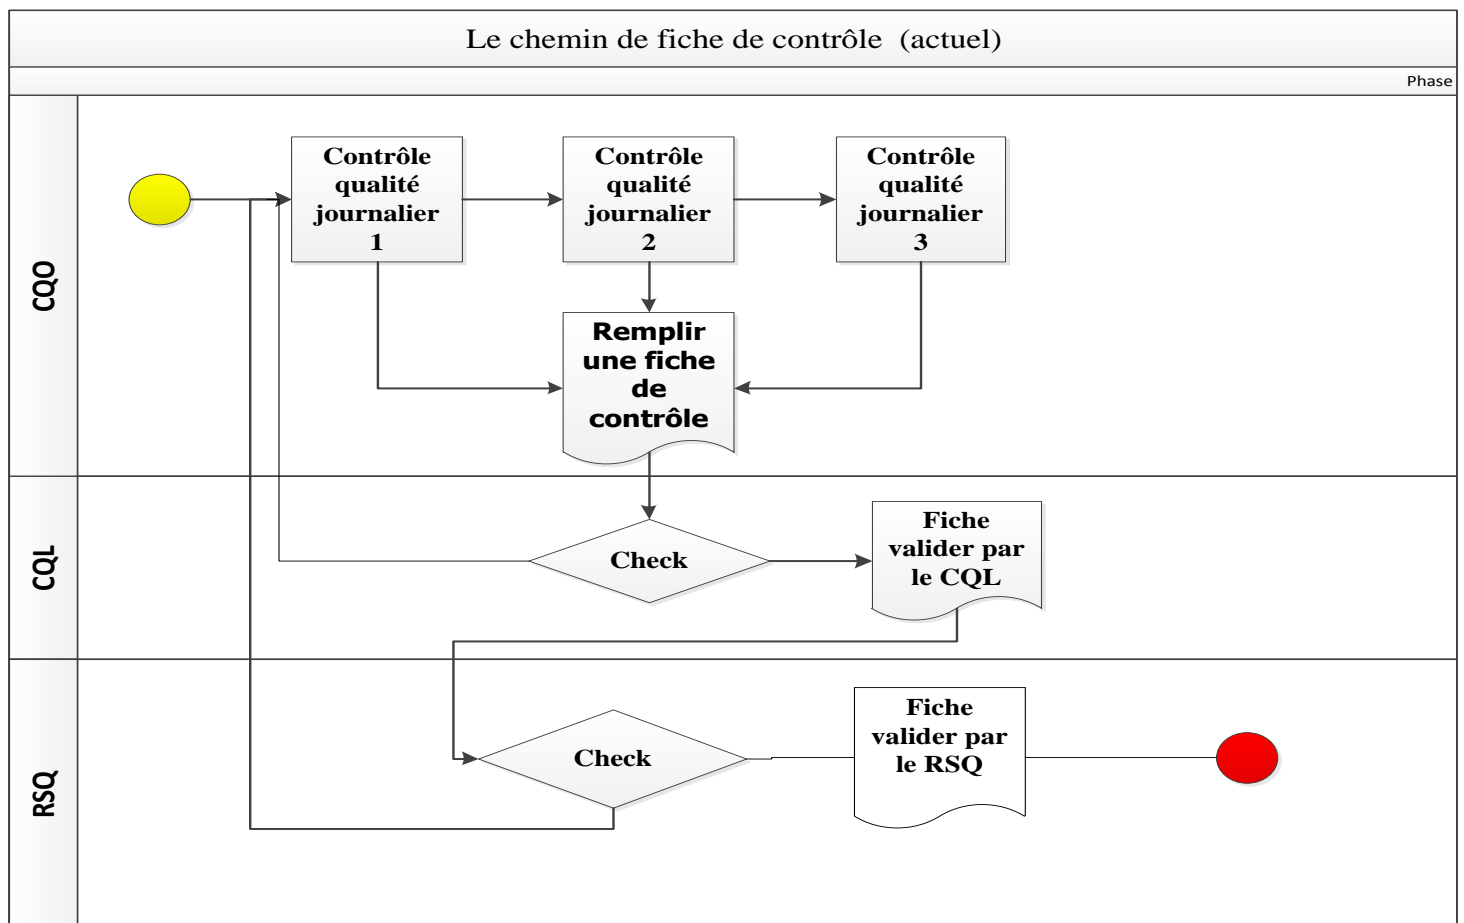 Le chemin de fiche de contrôle (actuel)
Phase
CQO
Contrôle
qualité
journalier
1
Contrôle
qualité
journalier
2
Contrôle
qualité
journalier
3
Remplir
une fiche
de
contrôle
CQL
Check
Fiche
valider par
le CQL
RSQ
Check
Fiche
valider par
le RSQ